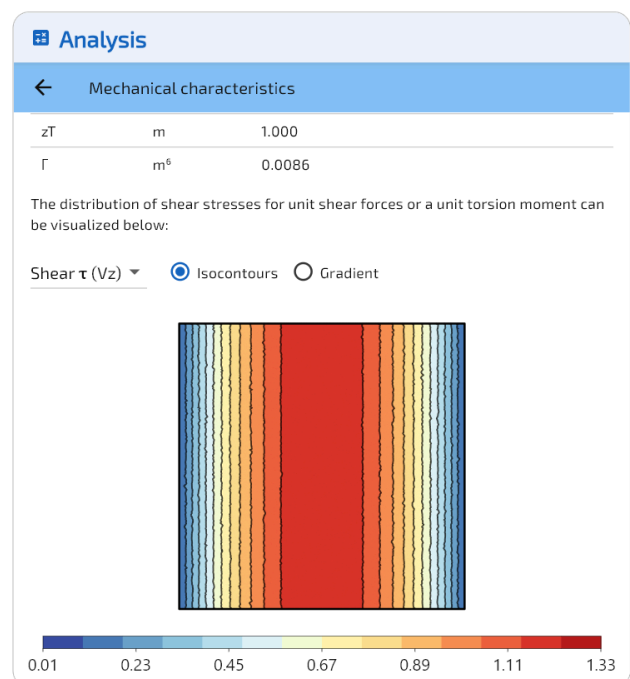 Analysis
Mechanical characteristics
zT m 1.000
Γ m⁶ 0.0086
The distribution of shear stresses for unit shear forces or a unit torsion moment can
be visualized below:
Shear τ (Vz) Isocontours Gradient
0.01 0.23 0.45 0.67 0.89 1.11 1.33